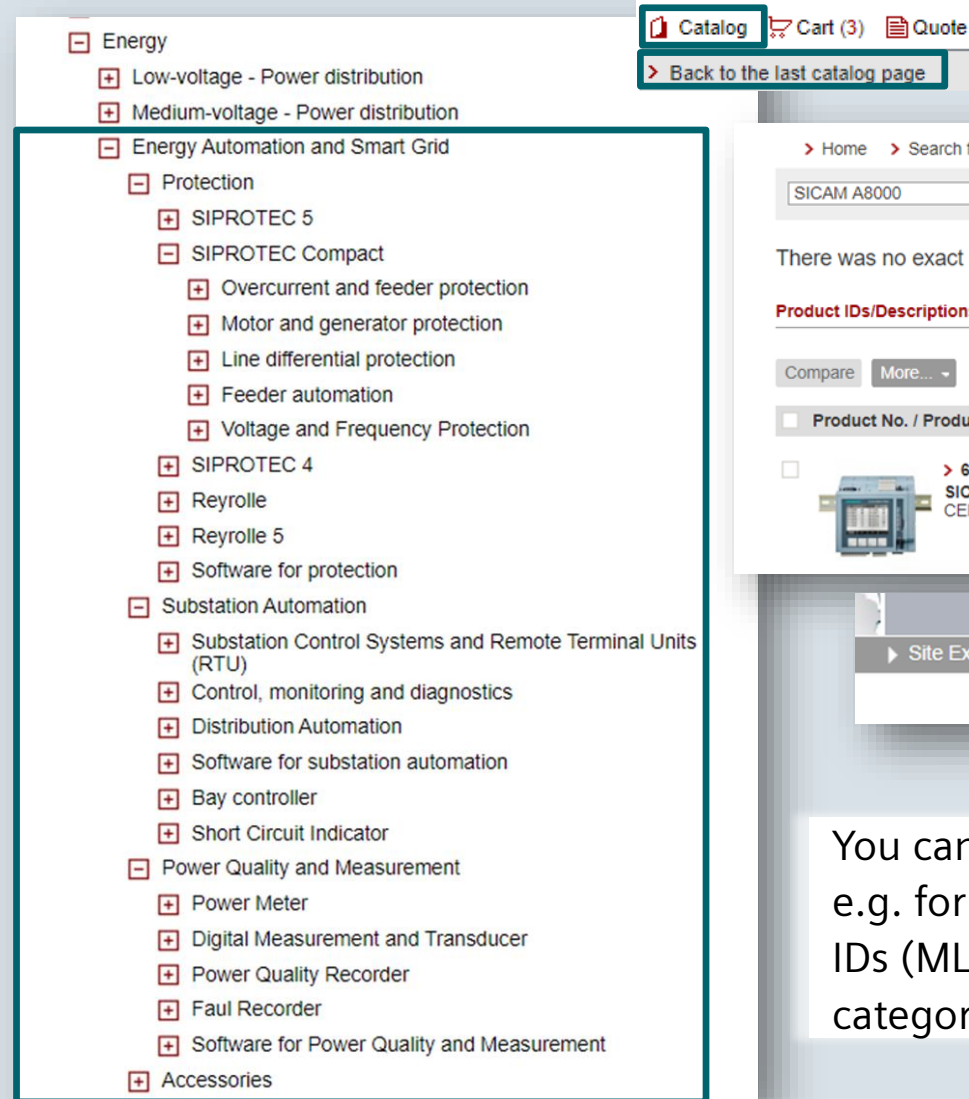 Energy
Low-voltage - Power distribution
Medium-voltage - Power distribution
Energy Automation and Smart Grid
Protection
SIPROTEC 5
SIPROTEC Compact
Overcurrent and feeder protection
Motor and generator protection
Line differential protection
Feeder automation
Voltage and Frequency Protection
SIPROTEC 4
Reyrolle
Reyrolle 5
Software for protection
Substation Automation
Substation Control Systems and Remote Terminal Units
(RTU)
Control, monitoring and diagnostics
Distribution Automation
Software for substation automation
Bay controller
Short Circuit Indicator
Power Quality and Measurement
Power Meter
Digital Measurement and Transducer
Power Quality Recorder
Faul Recorder
Software for Power Quality and Measurement
Accessories
Catalog Cart (3) Quote
Back to the last catalog page
Home Search
SICAM A8000
There was no exact
Product IDs/Description
Compare More...
Product No. / Produ
6
SIC
Site Ex
You can
e.g. for
IDs (ML
categor